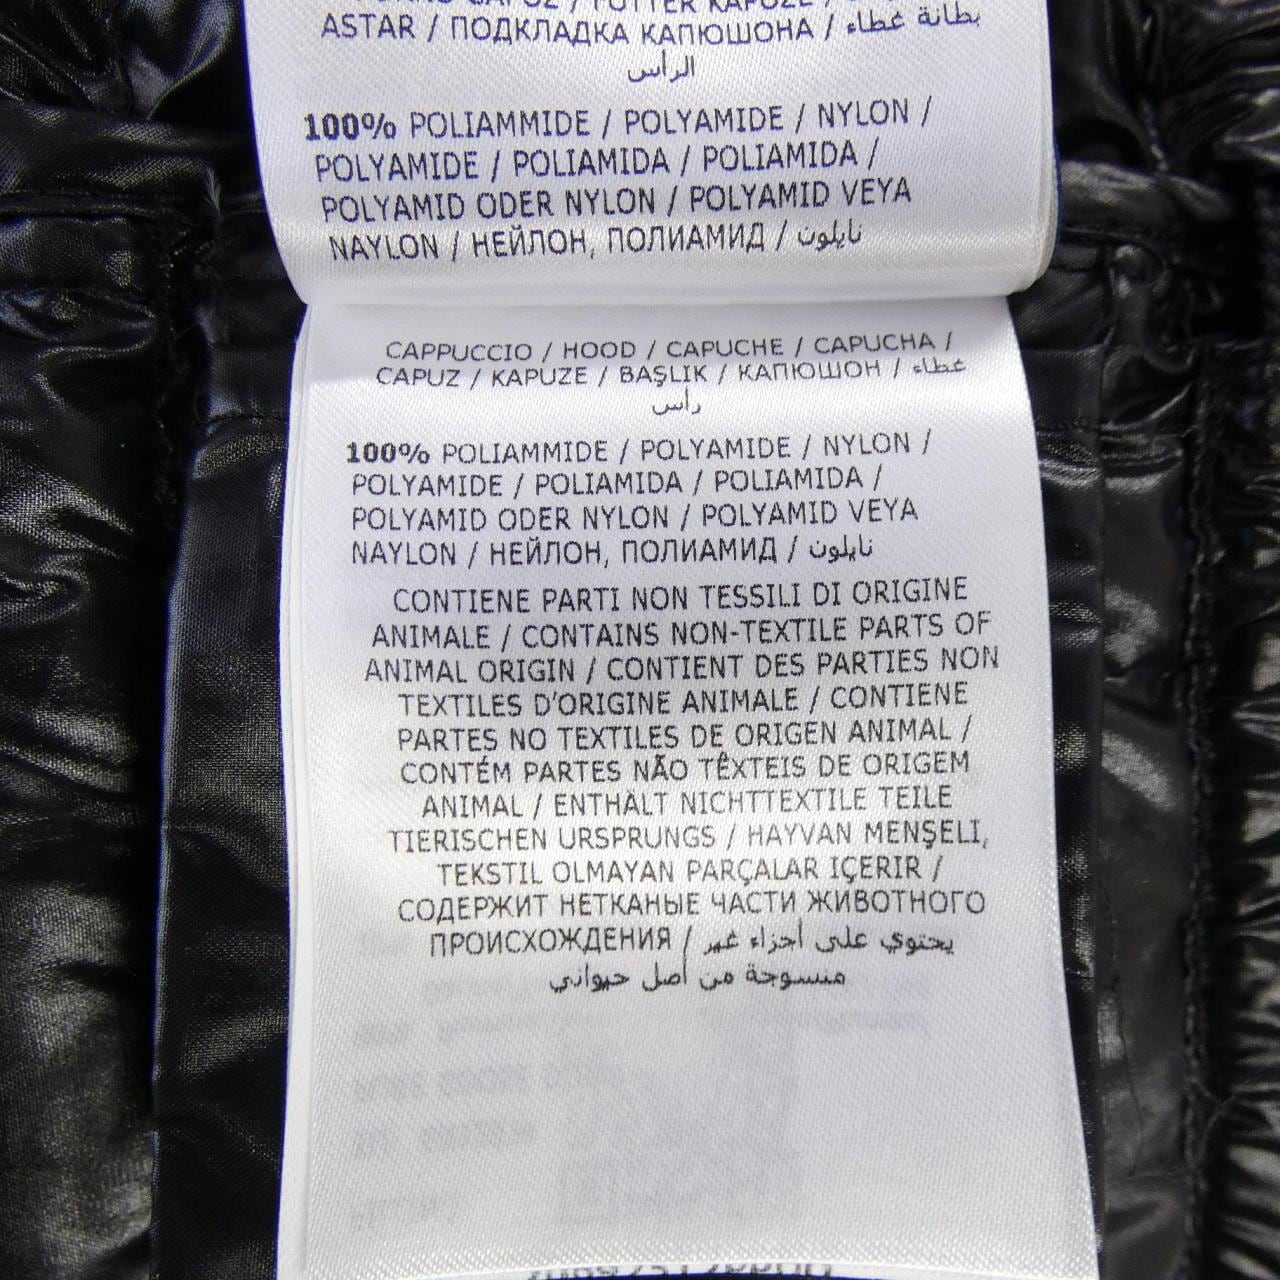 ASTAR / ПОДКЛАДКА КАПЮШОНА / بطانة غطاء
الرأس
100% POLIAMMIDE / POLYAMIDE / NYLON /
POLYAMIDE / POLIAMIDA / POLIAMIDA /
POLYAMID ODER NYLON / POLYAMID VEYA
NAYLON / НЕЙЛОН, ПОЛИАМИД / نايلون
CAPPUCCIO / HOOD / CAPUCHE / CAPUCHA /
CAPUZ / KAPUZE / BAŞLIK / КАПЮШОН / غطاء
رأس
100% POLIAMMIDE / POLYAMIDE / NYLON /
POLYAMIDE / POLIAMIDA / POLIAMIDA /
POLYAMID ODER NYLON / POLYAMID VEYA
NAYLON / НЕЙЛОН, ПОЛИАМИД / نايلون
CONTIENE PARTI NON TESSILI DI ORIGINE
ANIMALE / CONTAINS NON-TEXTILE PARTS OF
ANIMAL ORIGIN / CONTIENT DES PARTIES NON
TEXTILES D'ORIGINE ANIMALE / CONTIENE
PARTES NO TEXTILES DE ORIGEN ANIMAL /
CONTÉM PARTES NÃO TÊXTEIS DE ORIGEM
ANIMAL / ENTHÄLT NICHTTEXTILE TEILE
TIERISCHEN URSPRUNGS / HAYVAN MENŞELİ,
TEKSTIL OLMAYAN PARÇALAR IÇERIR /
СОДЕРЖИТ НЕТКАНЫЕ ЧАСТИ ЖИВОТНОГО
ПРОИСХОЖДЕНИЯ / يحتوي على أجزاء غير
منسوجة من أصل حيواني